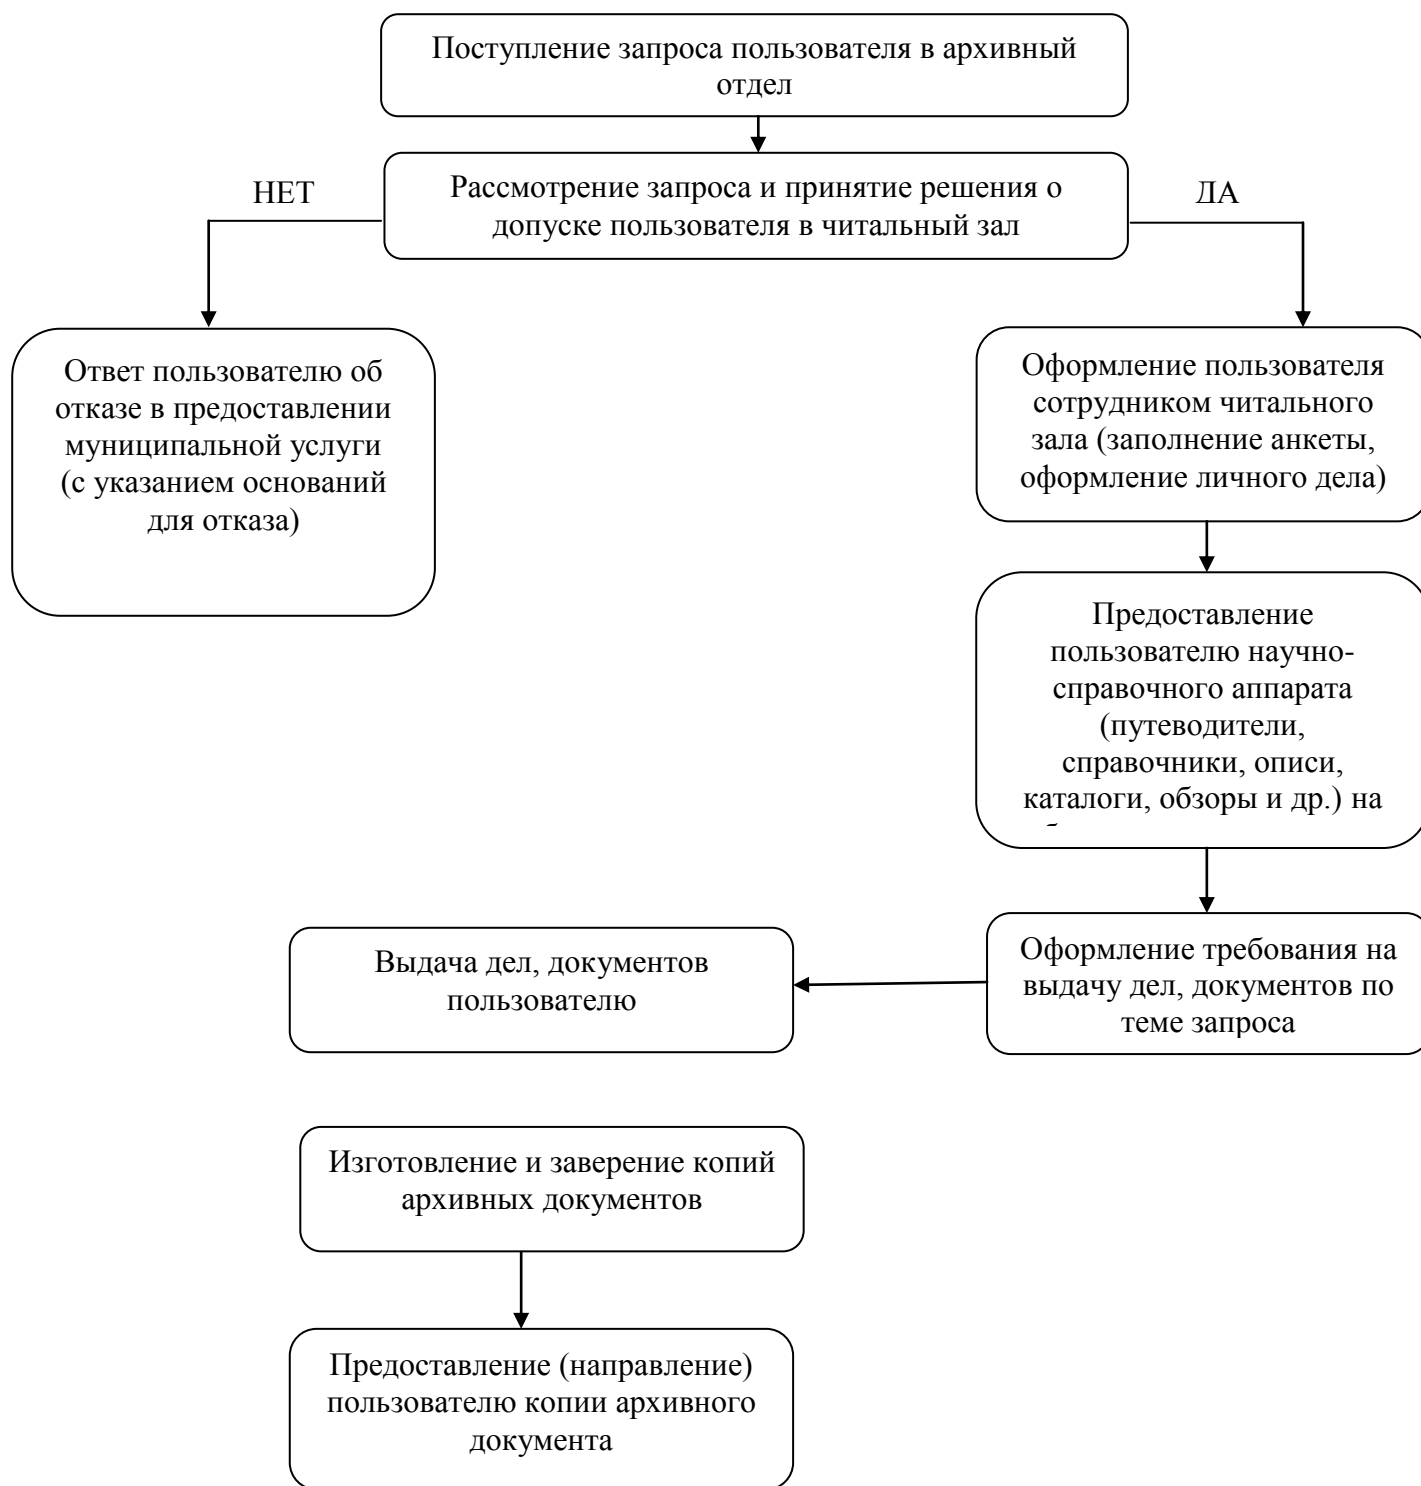 Поступление запроса пользователя в архивный
отдел
НЕТ
Рассмотрение запроса и принятие решения о
допуске пользователя в читальный зал
ДА
Ответ пользователю об
отказе в предоставлении
муниципальной услуги
(с указанием оснований
для отказа)
Оформление пользователя
сотрудником читального
зала (заполнение анкеты,
оформление личного дела)
Предоставление
пользователю научно-
справочного аппарата
(путеводители,
справочники, описи,
каталоги, обзоры и др.) на
Выдача дел, документов
пользователю
Оформление требования на
выдачу дел, документов по
теме запроса
Изготовление и заверение копий
архивных документов
Предоставление (направление)
пользователю копии архивного
документа